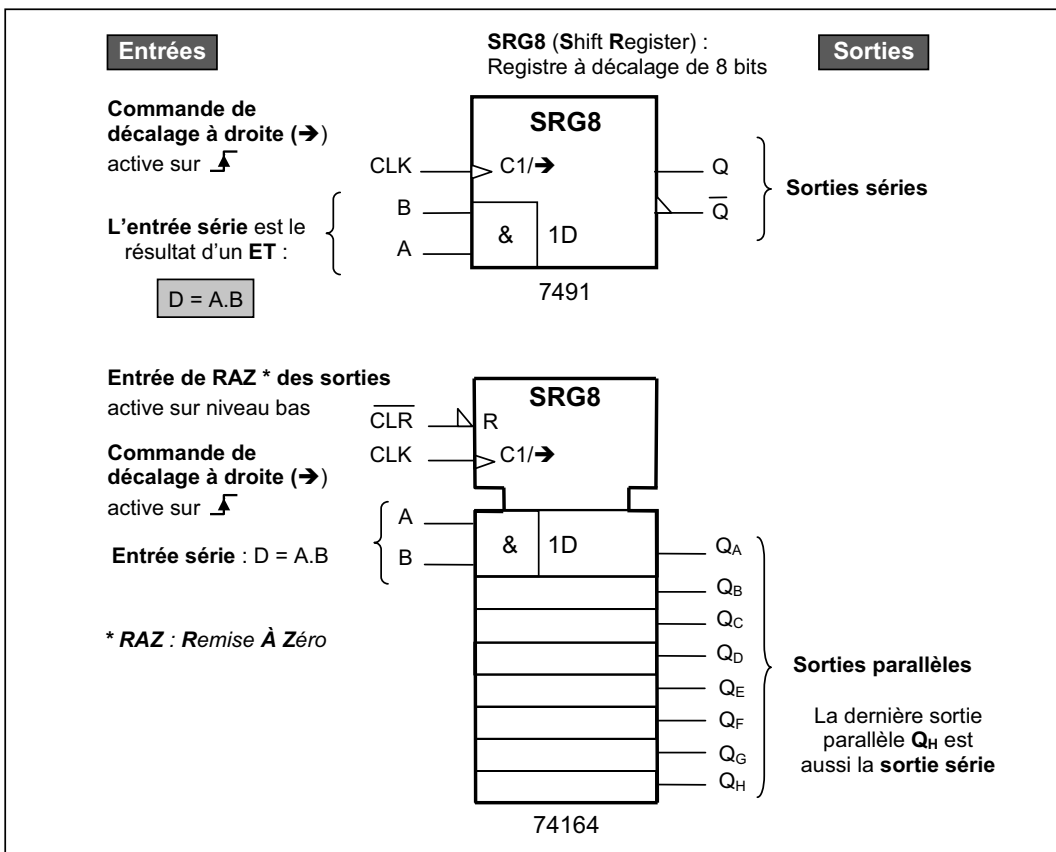 Entrées
SRG8 (Shift Register) :
Registre à décalage de 8 bits
Sorties
Commande de
décalage à droite (➔)
active sur
L'entrée série est le
résultat d'un ET :
D = A.B
SRG8
CLK
C1/➔
B
A
&
1D
Q
Q̅
7491
Sorties séries
Entrée de RAZ * des sorties
active sur niveau bas
Commande de
décalage à droite (➔)
active sur
Entrée série : D = A.B
* RAZ : Remise À Zéro
SRG8
C̅L̅R̅
R
CLK
C1/➔
A
B
&
1D
QA
QB
QC
QD
QE
QF
QG
QH
74164
Sorties parallèles
La dernière sortie
parallèle QH est
aussi la sortie série